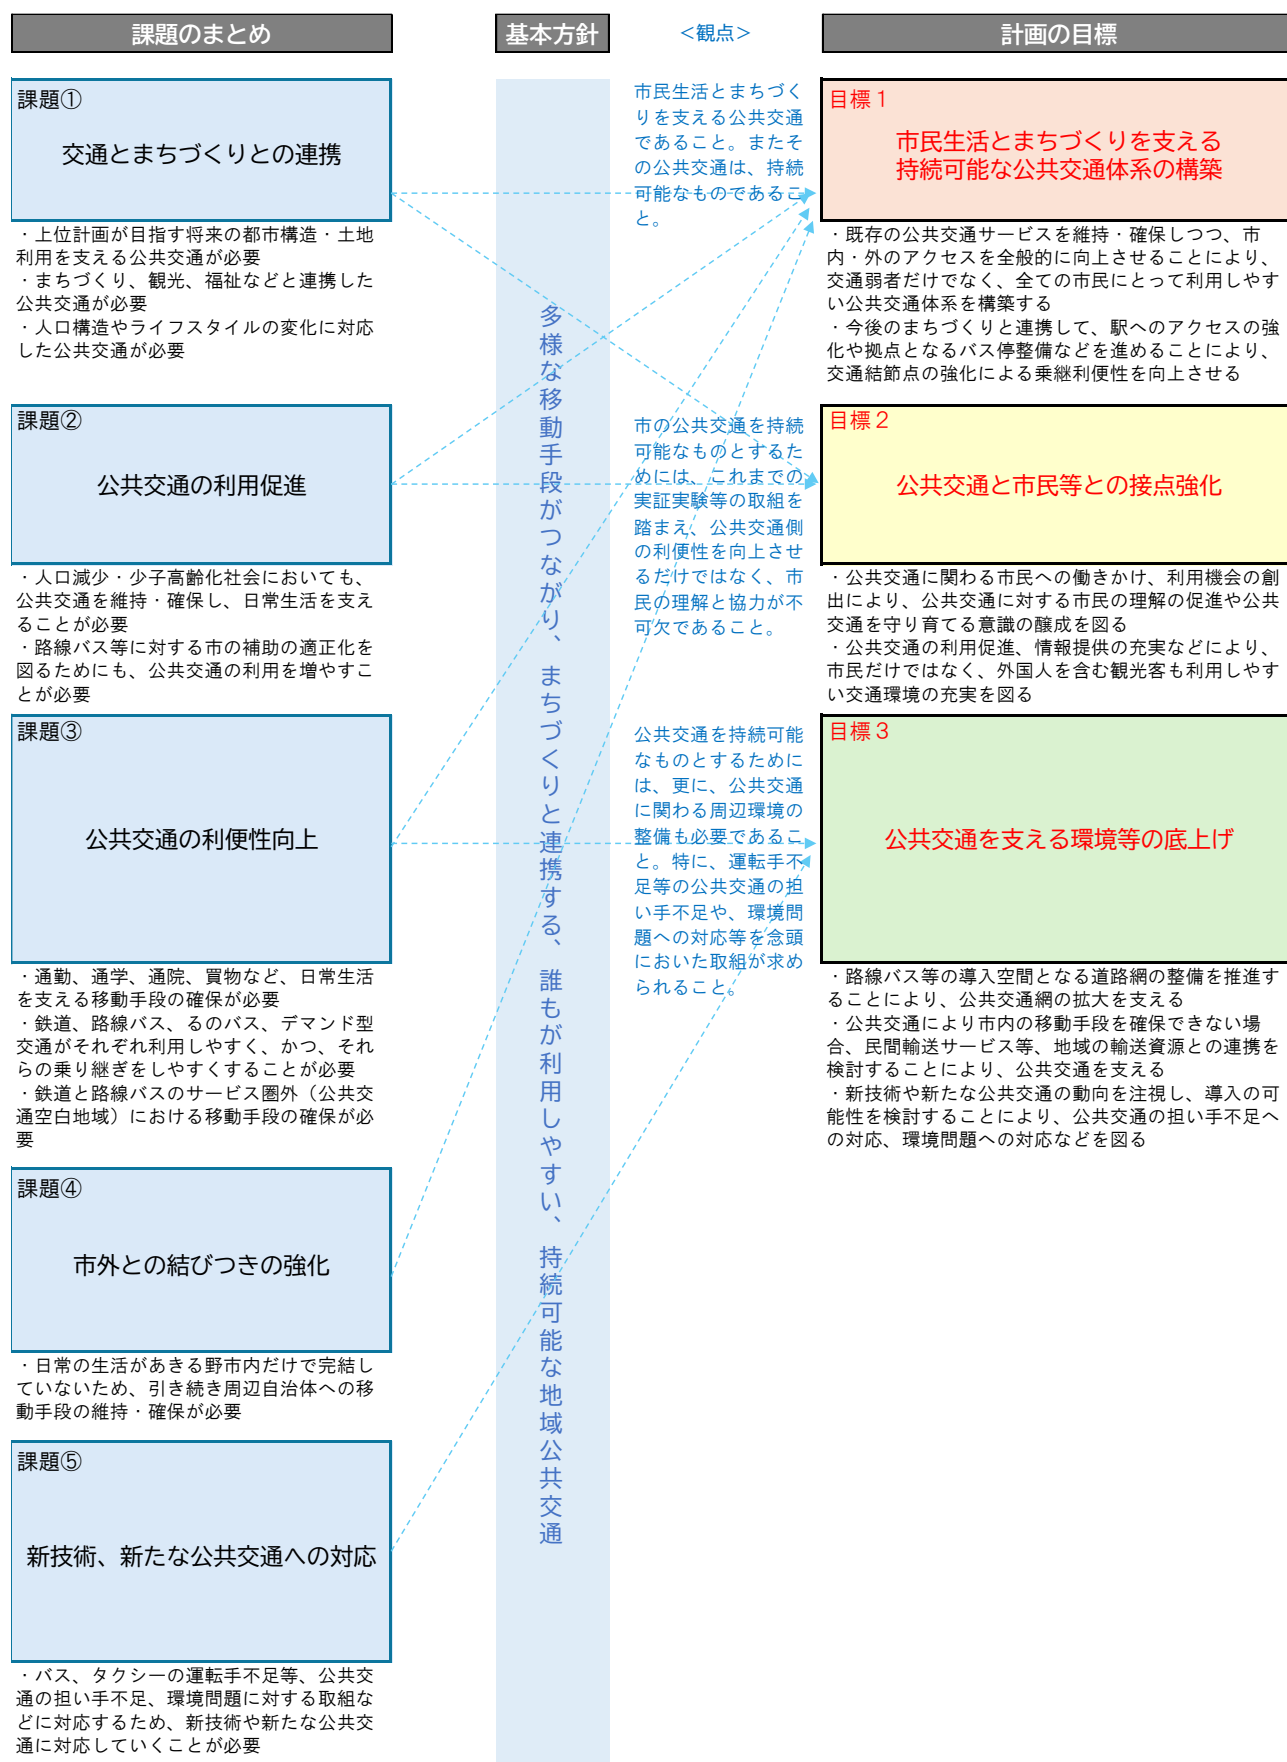 課題のまとめ
基本方針
＜観点＞
計画の目標
課題①
交通とまちづくりとの連携
・上位計画が目指す将来の都市構造・土地
利用を支える公共交通が必要
・まちづくり、観光、福祉などと連携した
公共交通が必要
・人口構造やライフスタイルの変化に対応
した公共交通が必要
課題②
公共交通の利用促進
・人口減少・少子高齢化社会においても、
公共交通を維持・確保し、日常生活を支え
ることが必要
・路線バス等に対する市の補助の適正化を
図るためにも、公共交通の利用を増やすこ
とが必要
課題③
公共交通の利便性向上
・通勤、通学、通院、買物など、日常生活
を支える移動手段の確保が必要
・鉄道、路線バス、るのバス、デマンド型
交通がそれぞれ利用しやすく、かつ、それ
らの乗り継ぎをしやすくすることが必要
・鉄道と路線バスのサービス圏外（公共交
通空白地域）における移動手段の確保が必
要
課題④
市外との結びつきの強化
・日常の生活があきる野市内だけで完結し
ていないため、引き続き周辺自治体への移
動手段の維持・確保が必要
課題⑤
新技術、新たな公共交通への対応
・バス、タクシーの運転手不足等、公共交
通の担い手不足、環境問題に対する取組な
どに対応するため、新技術や新たな公共交
通に対応していくことが必要
多様な移動手段がつながり、まちづくりと連携する、誰もが利用しやすい、持続可能な地域公共交通
市民生活とまちづく
りを支える公共交通
であること。またそ
の公共交通は、持続
可能なものであるこ
と。
市の公共交通を持続
可能なものとするた
めには、これまでの
実証実験等の取組を
踏まえ、公共交通側
の利便性を向上させ
るだけではなく、市
民の理解と協力が不
可欠であること。
公共交通を持続可能
なものとするために
は、更に、公共交通
に関わる周辺環境の
整備も必要であるこ
と。特に、運転手不
足等の公共交通の担
い手不足や、環境問
題への対応等を念頭
においた取組が求め
られること。
目標１
市民生活とまちづくりを支える
持続可能な公共交通体系の構築
・既存の公共交通サービスを維持・確保しつつ、市
内・外のアクセスを全般的に向上させることにより、
交通弱者だけでなく、全ての市民にとって利用しやす
い公共交通体系を構築する
・今後のまちづくりと連携して、駅へのアクセスの強
化や拠点となるバス停整備などを進めることにより、
交通結節点の強化による乗継利便性を向上させる
目標２
公共交通と市民等との接点強化
・公共交通に関わる市民への働きかけ、利用機会の創
出により、公共交通に対する市民の理解の促進や公共
交通を守り育てる意識の醸成を図る
・公共交通の利用促進、情報提供の充実などにより、
市民だけではなく、外国人を含む観光客も利用しやす
い交通環境の充実を図る
目標３
公共交通を支える環境等の底上げ
・路線バス等の導入空間となる道路網の整備を推進す
ることにより、公共交通網の拡大を支える
・公共交通により市内の移動手段を確保できない場
合、民間輸送サービス等、地域の輸送資源との連携を
検討することにより、公共交通を支える
・新技術や新たな公共交通の動向を注視し、導入の可
能性を検討することにより、公共交通の担い手不足へ
の対応、環境問題への対応などを図る